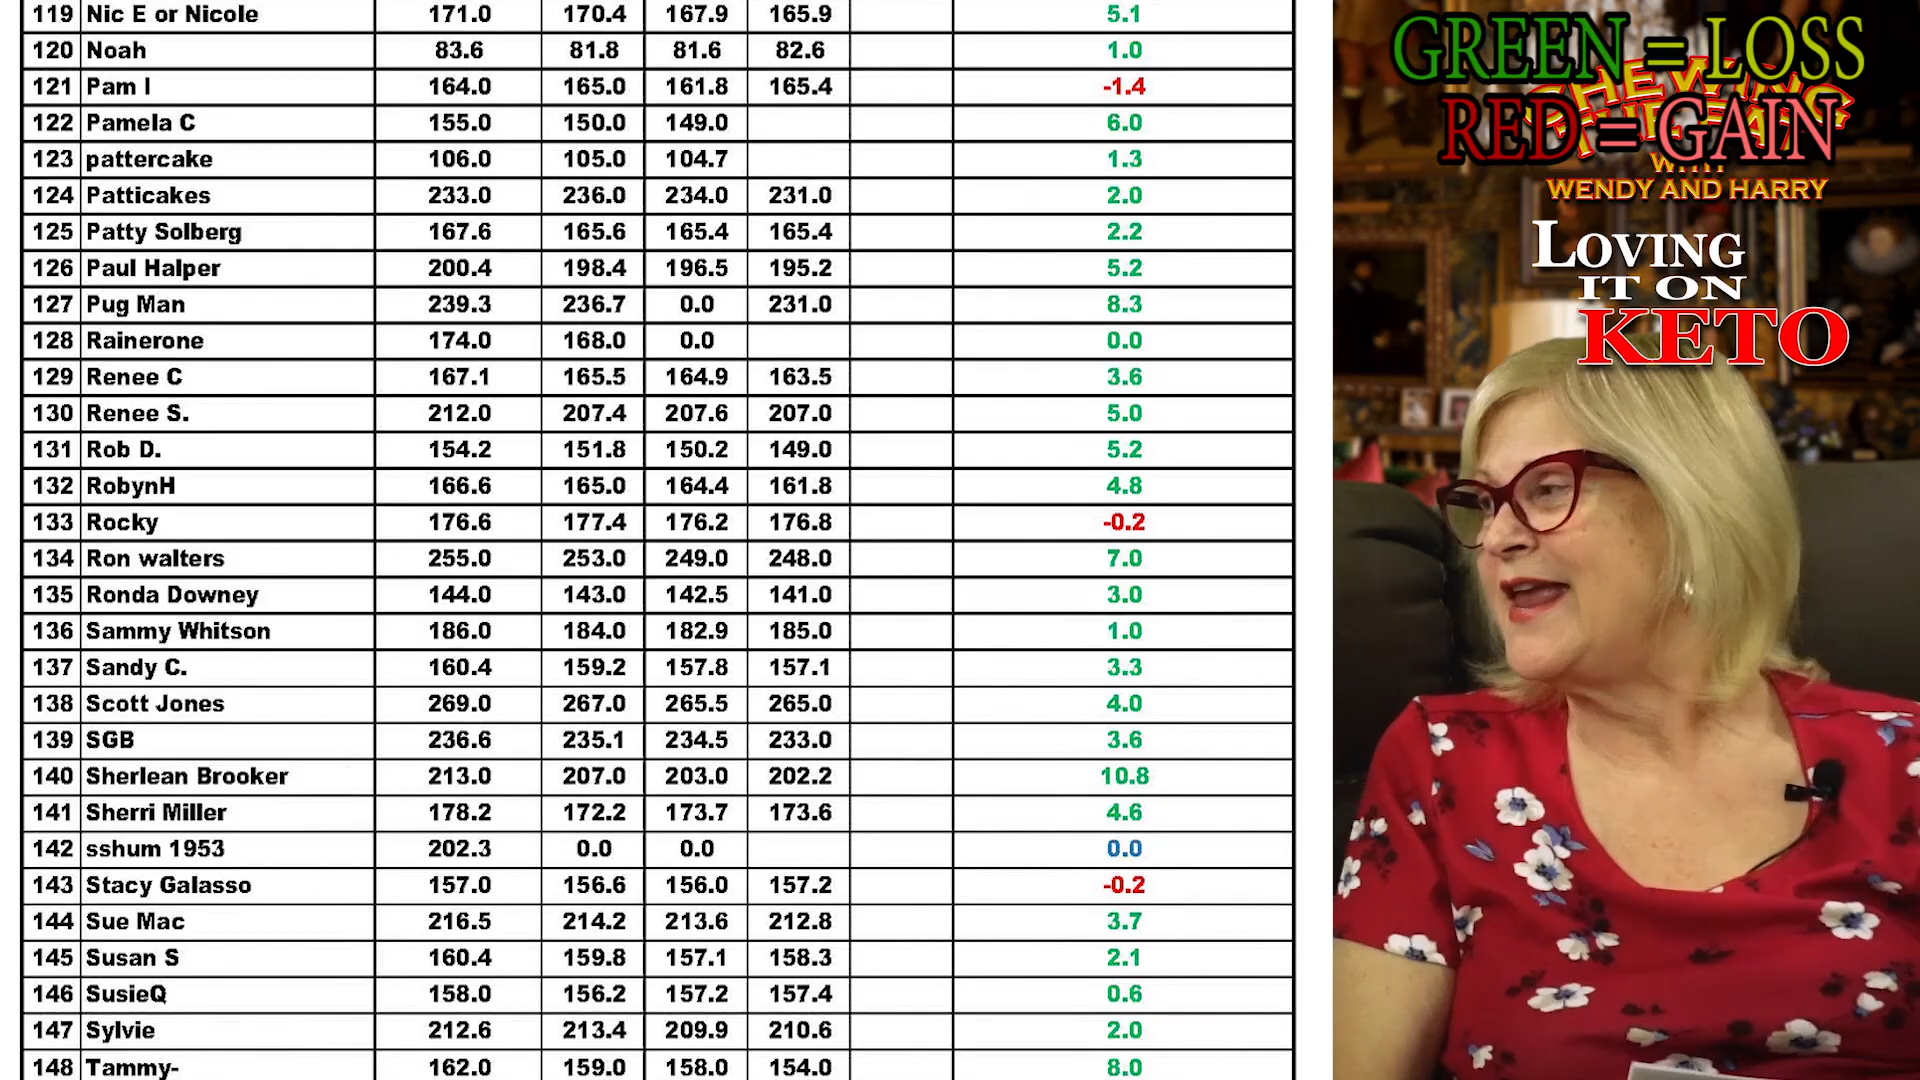 119 Nic E or Nicole 171.0 170.4 167.9 165.9 5.1
120 Noah 83.6 81.8 81.6 82.6 1.0
121 Pam I 164.0 165.0 161.8 165.4 -1.4
122 Pamela C 155.0 150.0 149.0 6.0
123 pattercake 106.0 105.0 104.7 1.3
124 Patticakes 233.0 236.0 234.0 231.0 2.0
125 Patty Solberg 167.6 165.6 165.4 165.4 2.2
126 Paul Halper 200.4 198.4 196.5 195.2 5.2
127 Pug Man 239.3 236.7 0.0 231.0 8.3
128 Rainerone 174.0 168.0 0.0 0.0
129 Renee C 167.1 165.5 164.9 163.5 3.6
130 Renee S. 212.0 207.4 207.6 207.0 5.0
131 Rob D. 154.2 151.8 150.2 149.0 5.2
132 RobynH 166.6 165.0 164.4 161.8 4.8
133 Rocky 176.6 177.4 176.2 176.8 -0.2
134 Ron walters 255.0 253.0 249.0 248.0 7.0
135 Ronda Downey 144.0 143.0 142.5 141.0 3.0
136 Sammy Whitson 186.0 184.0 182.9 185.0 1.0
137 Sandy C. 160.4 159.2 157.8 157.1 3.3
138 Scott Jones 269.0 267.0 265.5 265.0 4.0
139 SGB 236.6 235.1 234.5 233.0 3.6
140 Sherlean Brooker 213.0 207.0 203.0 202.2 10.8
141 Sherri Miller 178.2 172.2 173.7 173.6 4.6
142 sshum 1953 202.3 0.0 0.0 0.0
143 Stacy Galasso 157.0 156.6 156.0 157.2 -0.2
144 Sue Mac 216.5 214.2 213.6 212.8 3.7
145 Susan S 160.4 159.8 157.1 158.3 2.1
146 SusieQ 158.0 156.2 157.2 157.4 0.6
147 Sylvie 212.6 213.4 209.9 210.6 2.0
148 Tammy- 162.0 159.0 158.0 154.0 8.0
GREEN = LOSS
RED = GAIN
WENDY AND HARRY
LOVING
IT ON
KETO